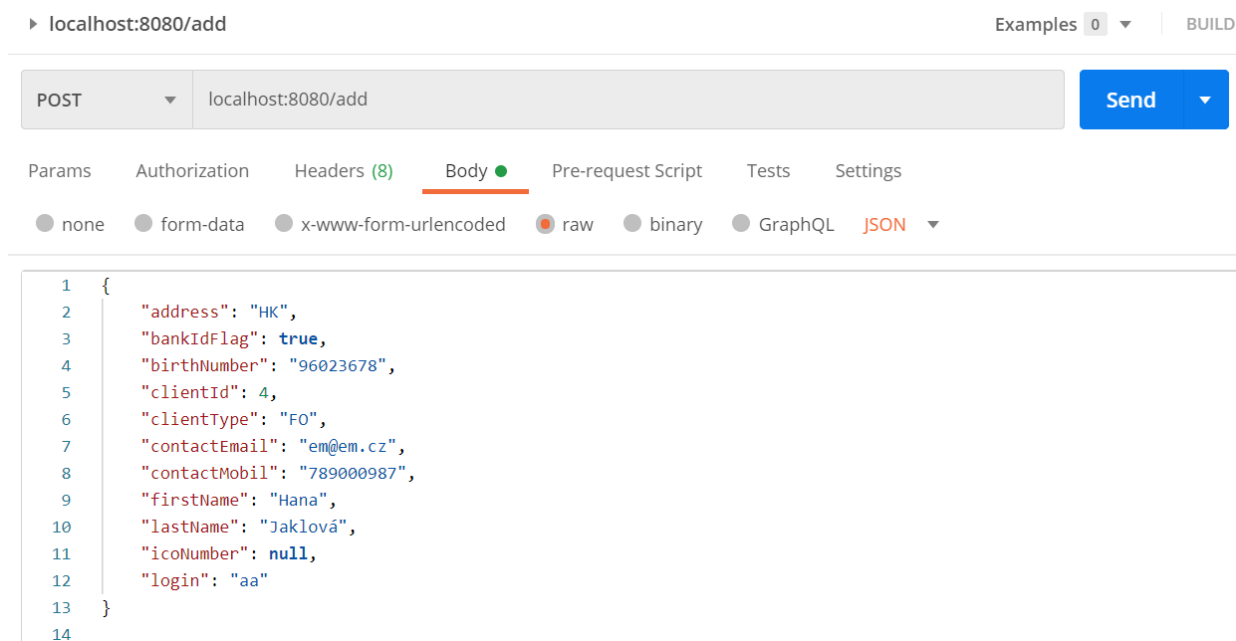 localhost:8080/add Examples 0 BUILD
POST localhost:8080/add Send
Params Authorization Headers (8) Body Pre-request Script Tests Settings
none form-data x-www-form-urlencoded raw binary GraphQL JSON
1 {
2 "address": "HK",
3 "bankIdFlag": true,
4 "birthNumber": "96023678",
5 "clientId": 4,
6 "clientType": "FO",
7 "contactEmail": "em@em.cz",
8 "contactMobil": "789000987",
9 "firstName": "Hana",
10 "lastName": "Jaklová",
11 "icoNumber": null,
12 "login": "aa"
13 }
14